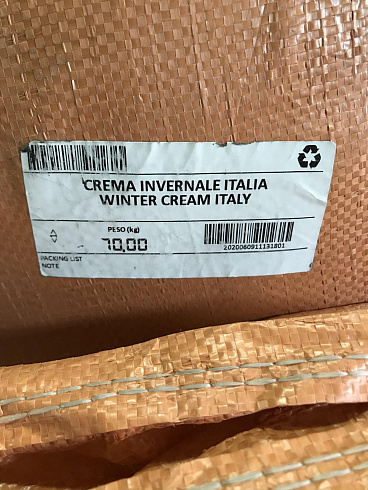 CREMA INVERNALE ITALIA
WINTER CREAM ITALY
PESO (kg)
70,00
2020060911131801
PACKING LIST
NOTE